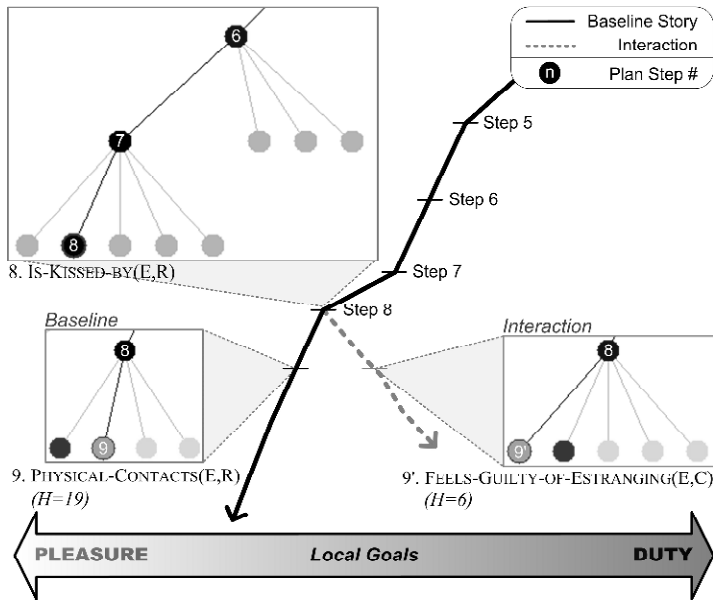 Baseline Story
Interaction
n Plan Step #
6
7
8
Step 5
Step 6
Step 7
Step 8
8. IS-KISSED-BY(E,R)
Baseline
8
9
9. PHYSICAL-CONTACTS(E,R)
(H=19)
Interaction
8
9'
9'. FEELS-GUILTY-OF-ESTRANGING(E,C)
(H=6)
PLEASURE Local Goals DUTY